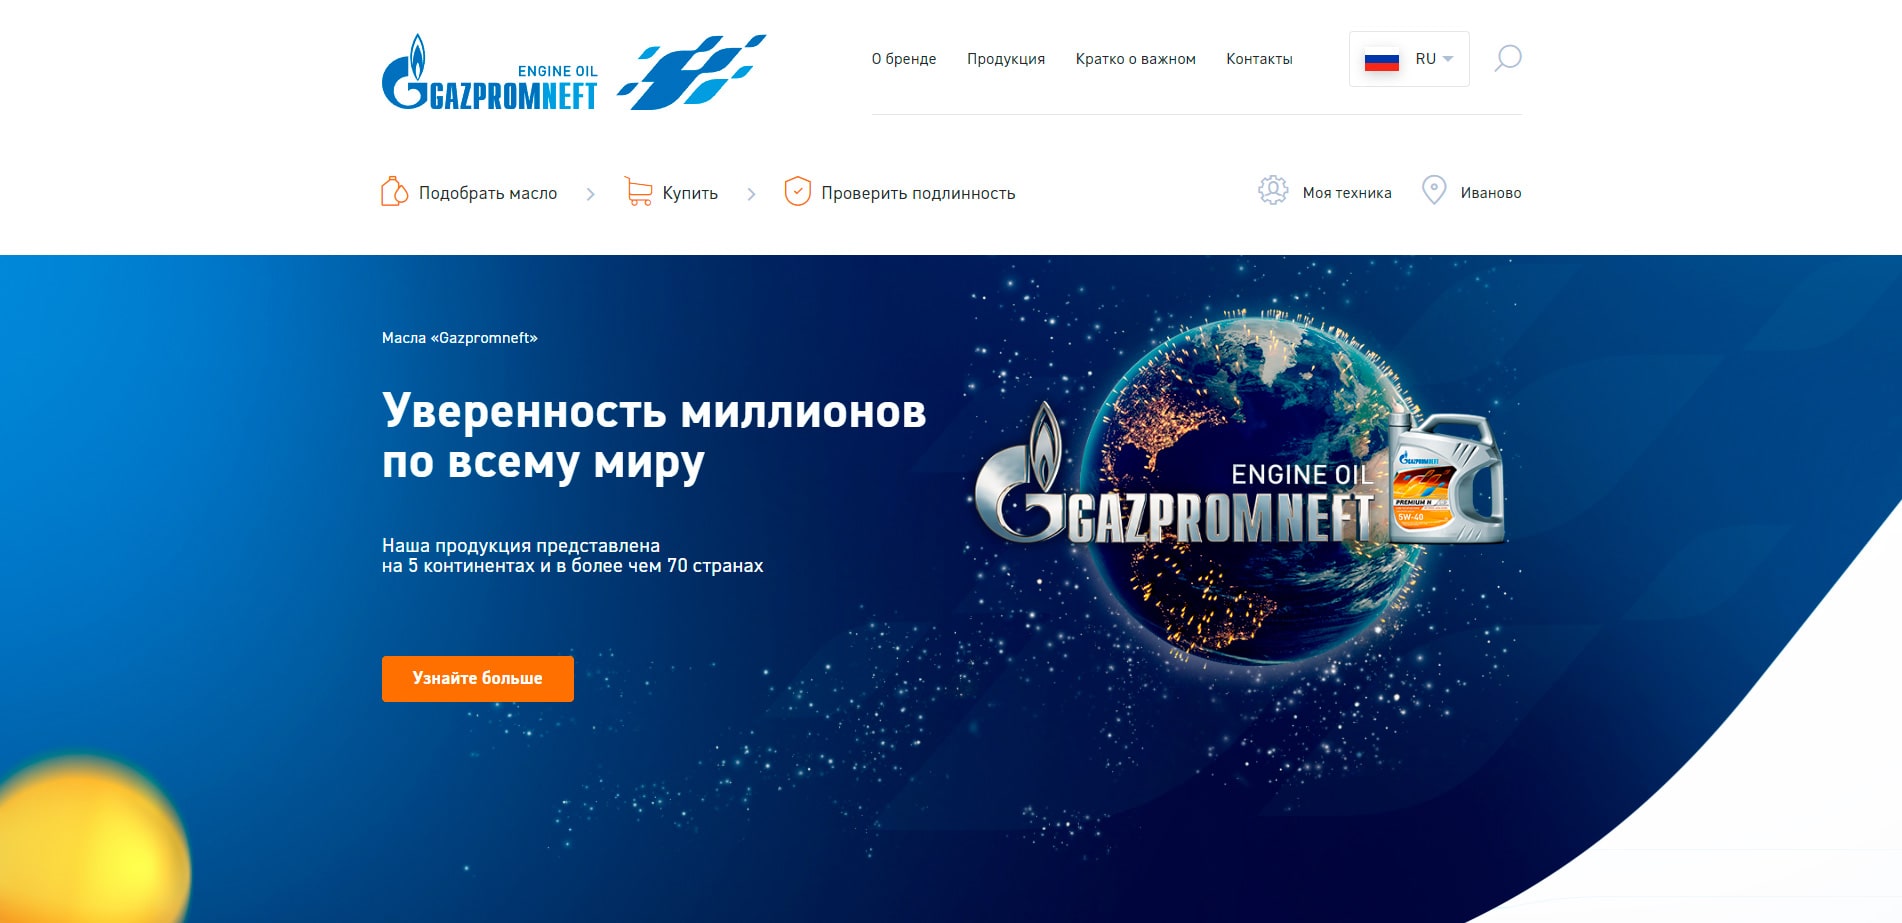 ENGINE OIL
GAZPROMNEFT
О бренде
Продукция
Кратко о важном
Контакты
RU
Подобрать масло
Купить
Проверить подлинность
Моя техника
Иваново
Масла «Gazpromneft»
Уверенность миллионов
по всему миру
Наша продукция представлена
на 5 континентах и в более чем 70 странах
Узнайте больше
ENGINE OIL
GAZPROMNEFT
GAZPROMNEFT
PREMIUM N
5W-40